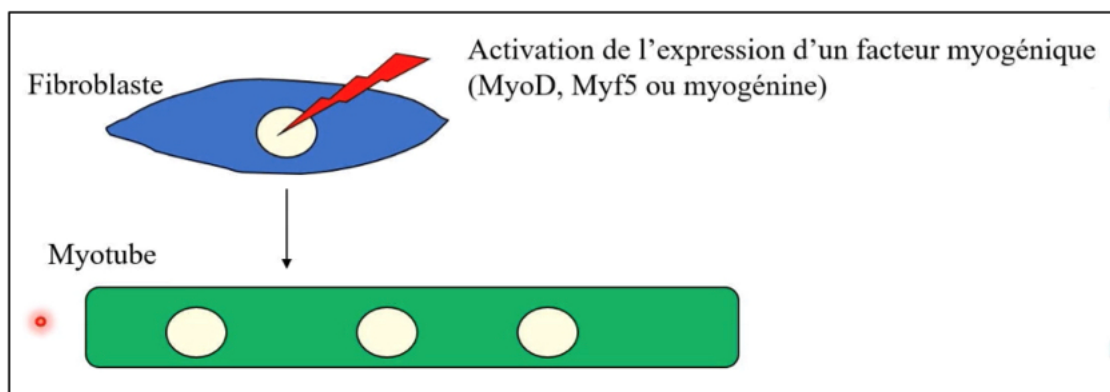 Activation de l’expression d’un facteur myogénique
Fibroblaste
(MyoD, Myf5 ou myogénine)
Myotube